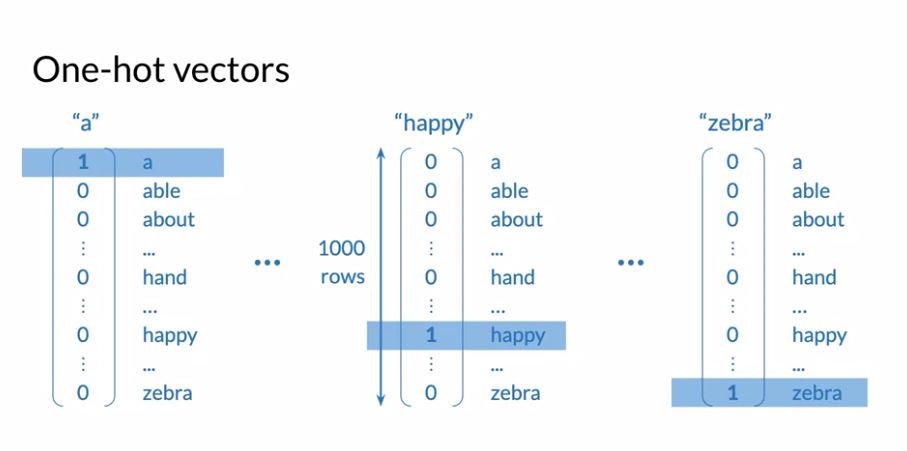 One-hot vectors
“a” “happy” “zebra”
1 a 0 a 0 a
0 able 0 able 0 able
0 about 0 about 0 about
⋮ ... ⋮ ... ⋮ ...
... 1000 rows ...
0 hand 0 hand 0 hand
⋮ ... ⋮ ... ⋮ ...
0 happy 1 happy 0 happy
⋮ ... ⋮ ... ⋮ ...
0 zebra 0 zebra 1 zebra